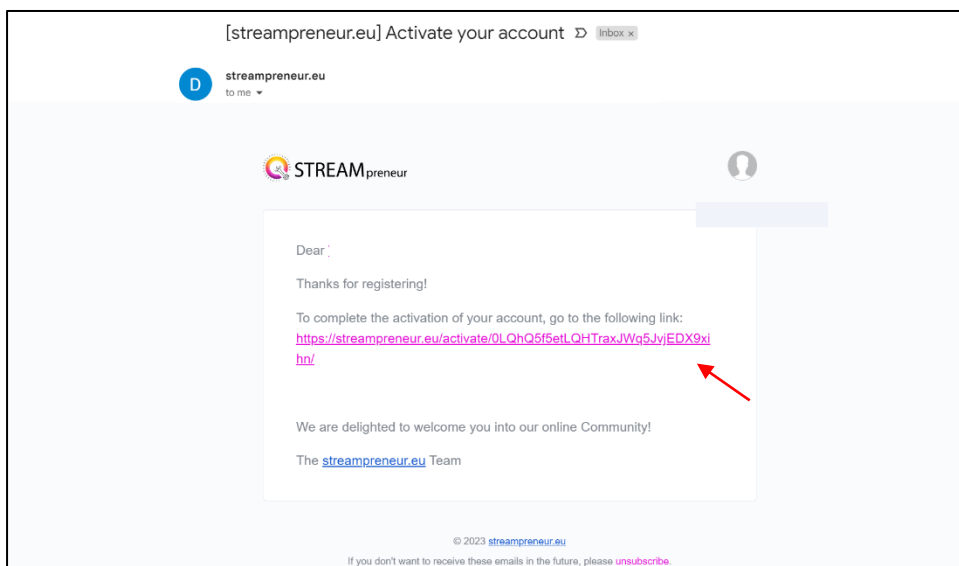 [streampreneur.eu] Activate your account Inbox x
D
streampreneur.eu
to me
STREAMpreneur
Dear
Thanks for registering!
To complete the activation of your account, go to the following link:
https://streampreneur.eu/activate/0LQhQ5f5etLQHTraxJWq5JvjEDX9xi
hn/
We are delighted to welcome you into our online Community!
The streampreneur.eu Team
© 2023 streampreneur.eu
If you don't want to receive these emails in the future, please unsubscribe.